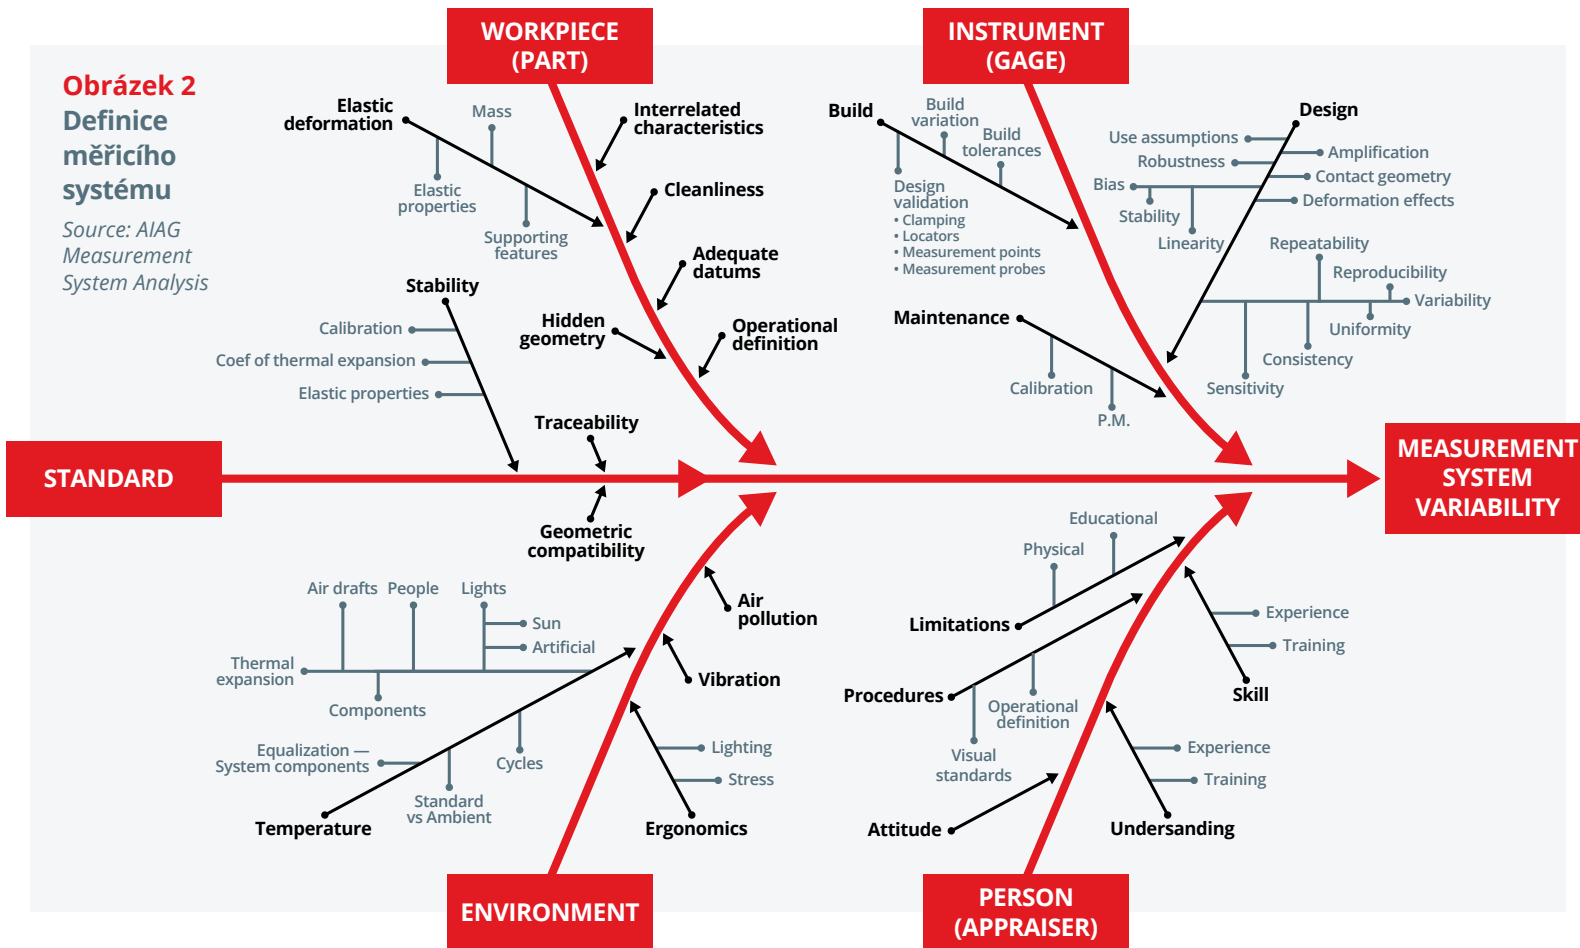 WORKPIECE
(PART)
INSTRUMENT
(GAGE)
Obrázek 2
Definice
měřicího
systému
Source: AIAG
Measurement
System Analysis
Elastic
deformation
Mass
Elastic
properties
Supporting
features
Interrelated
characteristics
Cleanliness
Adequate
datums
Hidden
geometry
Operational
definition
Build
Build
variation
Build
tolerances
Design
validation
• Clamping
• Locators
• Measurement points
• Measurement probes
Maintenance
Calibration
P.M.
Design
Use assumptions
Amplification
Robustness
Contact geometry
Bias
Deformation effects
Stability
Linearity
Repeatability
Reproducibility
Variability
Uniformity
Consistency
Sensitivity
Stability
Calibration
Coef of thermal expansion
Elastic properties
Traceability
STANDARD
MEASUREMENT
SYSTEM
VARIABILITY
Geometric
compatibility
Air drafts
People
Lights
Sun
Artificial
Thermal
expansion
Components
Equalization —
System components
Standard
vs Ambient
Cycles
Temperature
Air
pollution
Vibration
Lighting
Stress
Ergonomics
Educational
Physical
Limitations
Procedures
Operational
definition
Visual
standards
Attitude
Experience
Training
Skill
Experience
Training
Undersanding
ENVIRONMENT
PERSON
(APPRAISER)